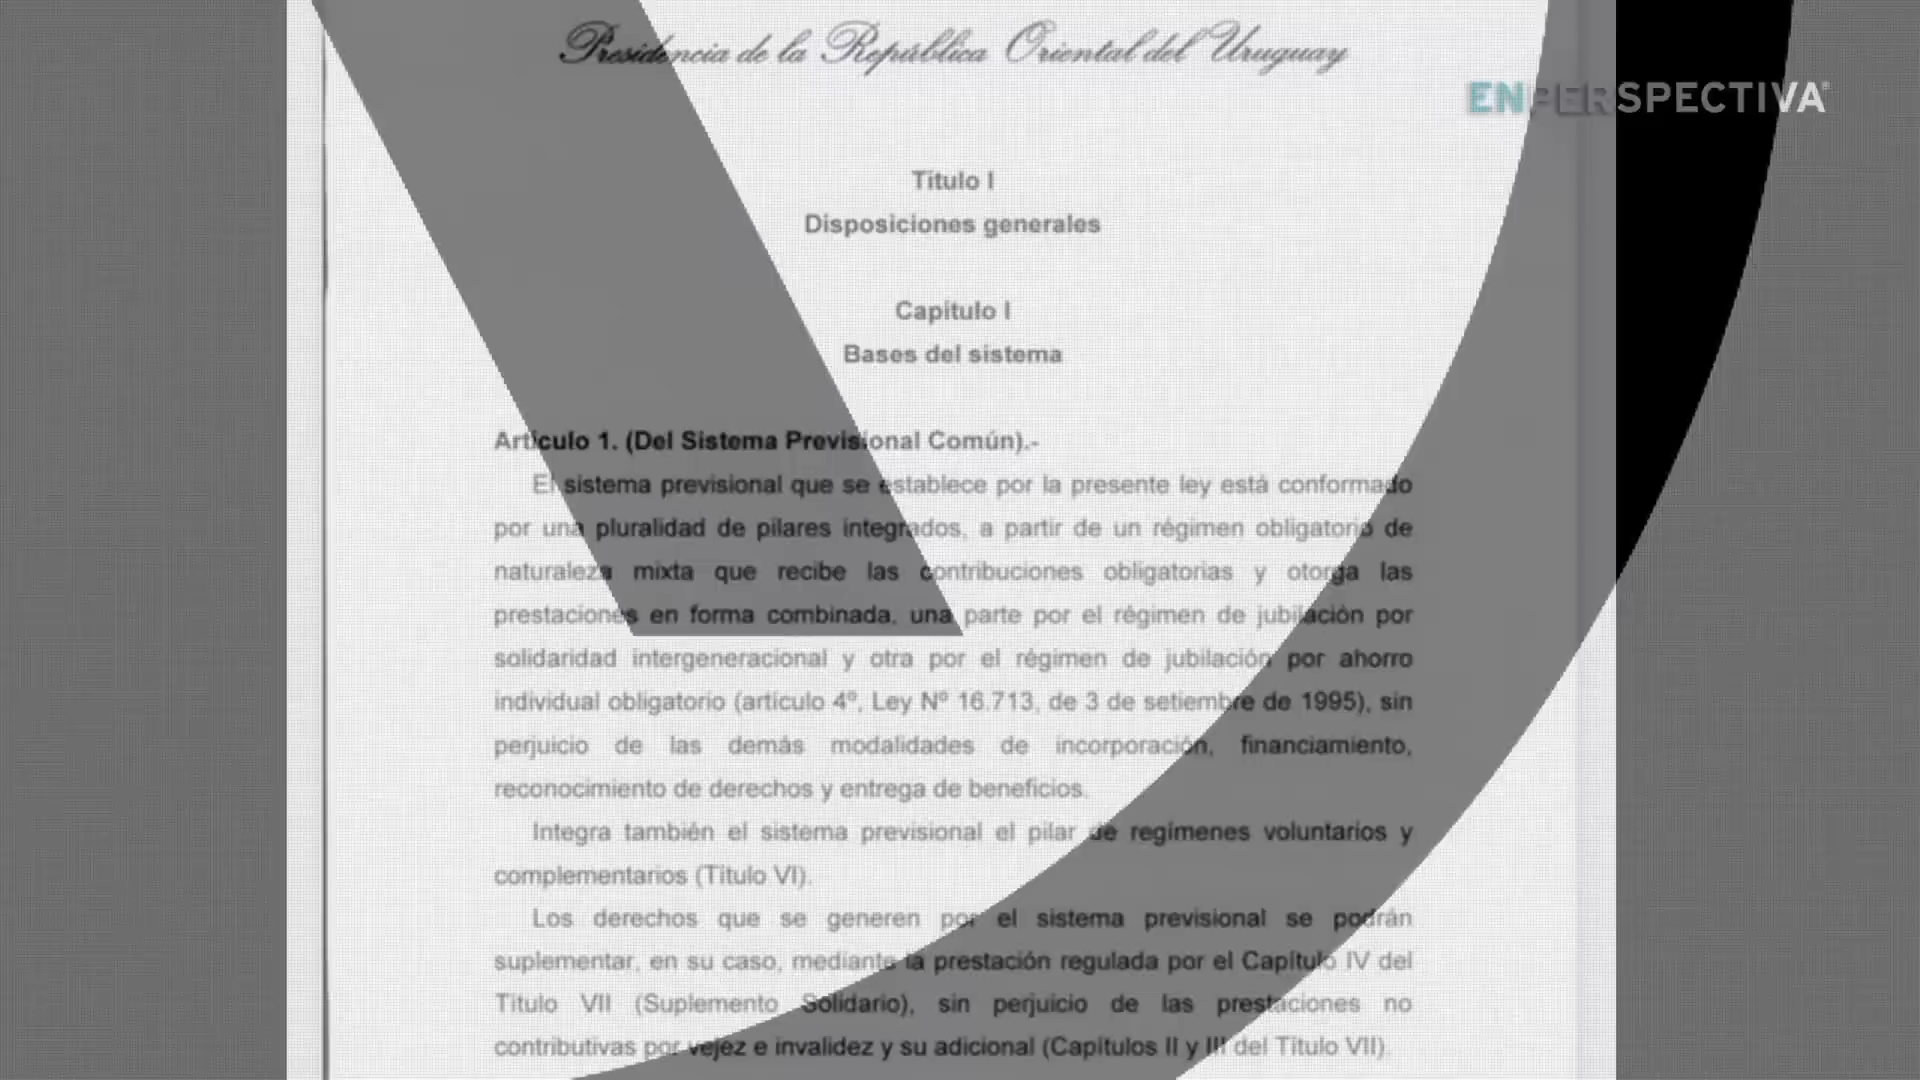 Presidencia de la República Oriental del Uruguay
ENPERSPECTIVA
Título I
Disposiciones generales
Capítulo I
Bases del sistema
Artículo 1. (Del Sistema Previsional Común).-
El sistema previsional que se establece por la presente ley está conformado
por una pluralidad de pilares integrados, a partir de un régimen obligatorio de
naturaleza mixta que recibe las contribuciones obligatorias y otorga las
prestaciones en forma combinada, una parte por el régimen de jubilación por
solidaridad intergeneracional y otra por el régimen de jubilación por ahorro
individual obligatorio (artículo 4º, Ley Nº 16.713, de 3 de setiembre de 1995), sin
perjuicio de las demás modalidades de incorporación, financiamiento,
reconocimiento de derechos y entrega de beneficios.
Integra también el sistema previsional el pilar de regímenes voluntarios y
complementarios (Título VI).
Los derechos que se generen por el sistema previsional se podrán
suplementar, en su caso, mediante la prestación regulada por el Capítulo IV del
Título VII (Suplemento Solidario), sin perjuicio de las prestaciones no
contributivas por vejez e invalidez y su adicional (Capítulos II y III del Título VII).